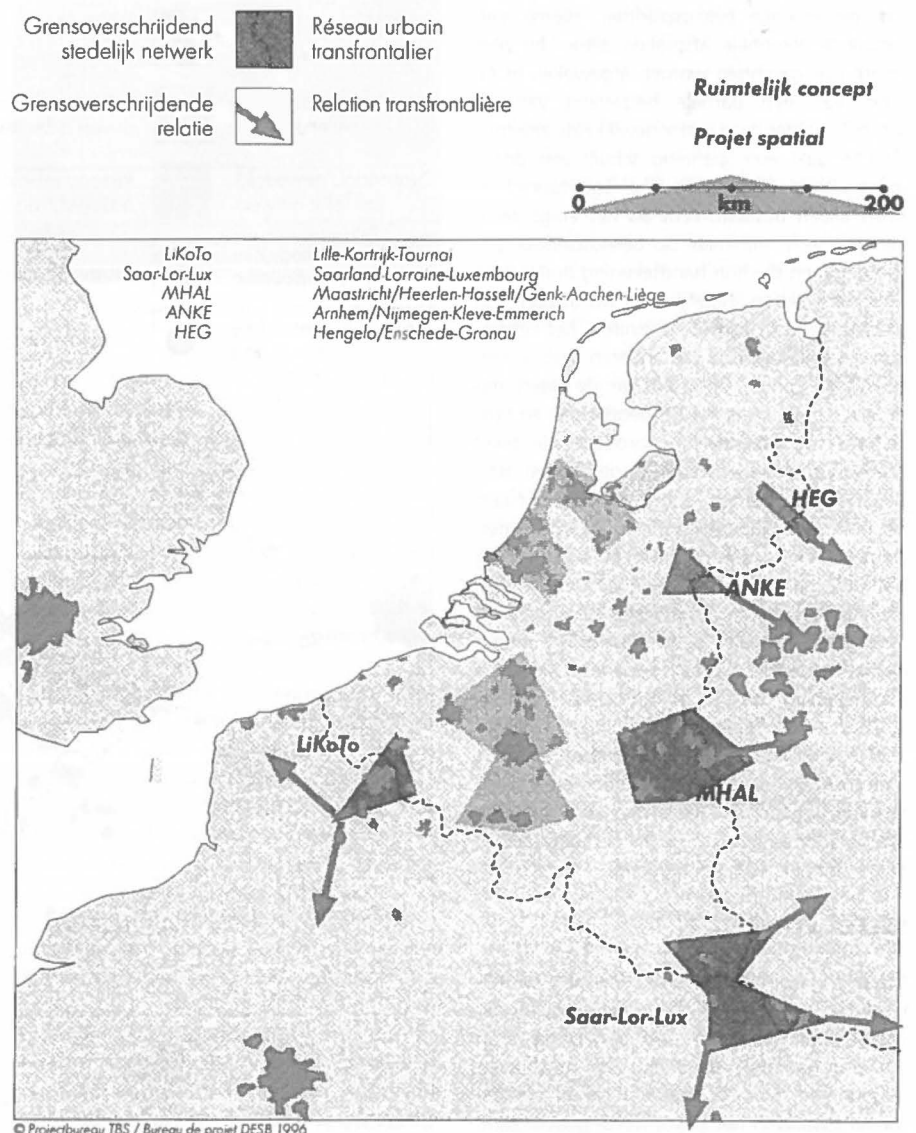 Grensoverschrijdend
stedelijk netwerk
Réseau urbain
transfrontalier
Grensoverschrijdende
relatie
Relation transfrontalière
Ruimtelijk concept
Projet spatial
0 km 200
LiKoTo Lille-Kortrijk-Tournai
Saar-Lor-Lux Saarland-Lorraine-Luxembourg
MHAL Maastricht/Heerlen-Hasselt/Genk-Aachen-Liège
ANKE Arnhem/Nijmegen-Kleve-Emmerich
HEG Hengelo/Enschede-Gronau
HEG
ANKE
LiKoTo
MHAL
Saar-Lor-Lux
© Projectbureau TBS / Bureau de projet DESB 1996